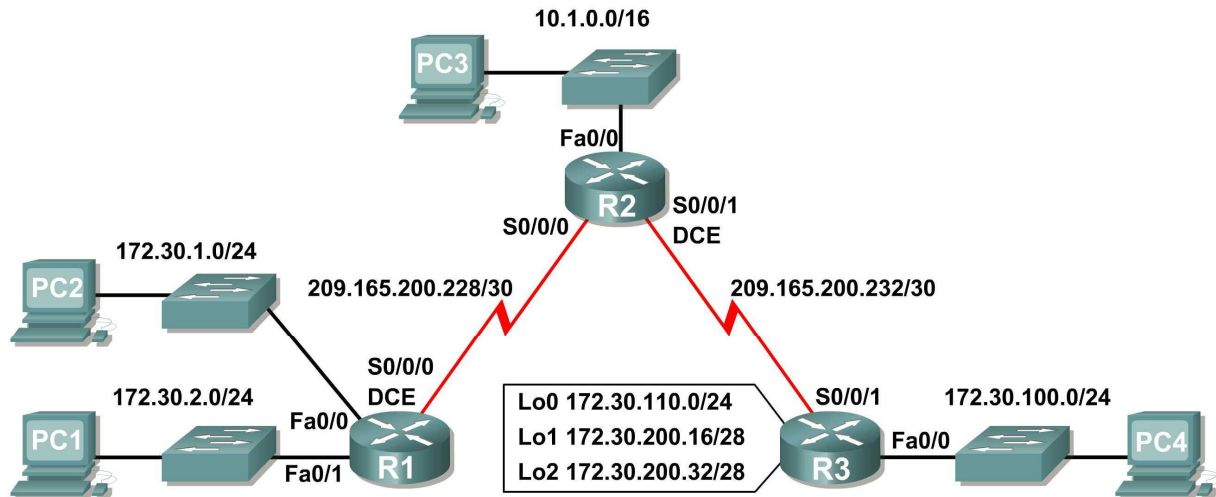 10.1.0.0/16
PC3
Fa0/0
R2
S0/0/0
S0/0/1
DCE
172.30.1.0/24
PC2
209.165.200.228/30
209.165.200.232/30
S0/0/0
DCE
172.30.2.0/24
Fa0/0
PC1
Fa0/1
R1
Lo0 172.30.110.0/24
Lo1 172.30.200.16/28
Lo2 172.30.200.32/28
S0/0/1
172.30.100.0/24
Fa0/0
R3
PC4